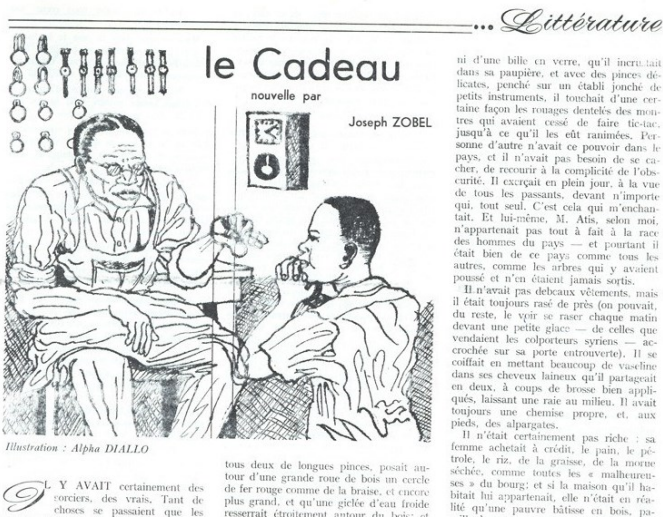 ... Littérature
le Cadeau
nouvelle par
Joseph ZOBEL
Illustration : Alpha DIALLO
IL Y AVAIT certainement des
sorciers, des vrais. Tant de
choses se passaient que les
tous deux de longues pinces, posait au-
tour d'une grande roue de bois un cercle
de fer rouge comme de la braise, et encore
plus grand, et qu'une giclée d'eau froide
resserrait étroitement autour du bois; et
ni d'une bille en verre, qu'il incrustait
dans sa paupière, et avec des pinces dé-
licates, penché sur un établi jonché de
petits instruments, il touchait d'une cer-
taine façon les rouages dentelés des mon-
tres qui avaient cessé de faire tic-tac,
jusqu'à ce qu'il les eût ranimées. Per-
sonne d'autre n'avait ce pouvoir dans le
pays, et il n'avait pas besoin de se ca-
cher, de recourir à la complicité de l'obs-
curité. Il exerçait en plein jour, à la vue
de tous les passants, devant n'importe
qui, tout seul. C'est cela qui m'enchan-
tait. Et lui-même, M. Atis, selon moi,
n'appartenait pas tout à fait à la race
des hommes du pays — et pourtant il
était bien de ce pays comme tous les
autres, comme les arbres qui y avaient
poussé et n'en étaient jamais sortis.
Il n'avait pas debeaux vêtements, mais
il était toujours rasé de près (on pouvait,
du reste, le voir se raser chaque matin
devant une petite glace — de celles que
vendaient les colporteurs syriens — ac-
crochée sur sa porte entrouverte). Il se
coiffait en mettant beaucoup de vaseline
dans ses cheveux laineux qu'il partageait
en deux, à coups de brosse bien appli-
qués, laissant une raie au milieu. Il avait
toujours une chemise propre, et, aux
pieds, des alpargates.
Il n'était certainement pas riche : sa
femme achetait à crédit, le pain, le pé-
trole, le riz, de la graisse, de la morue
séchée, comme toutes les « malheureu-
ses » du bourg; et si la maison qu'il ha-
bitait lui appartenait, elle n'était en réa-
lité qu'une pauvre bâtisse en bois, pa-